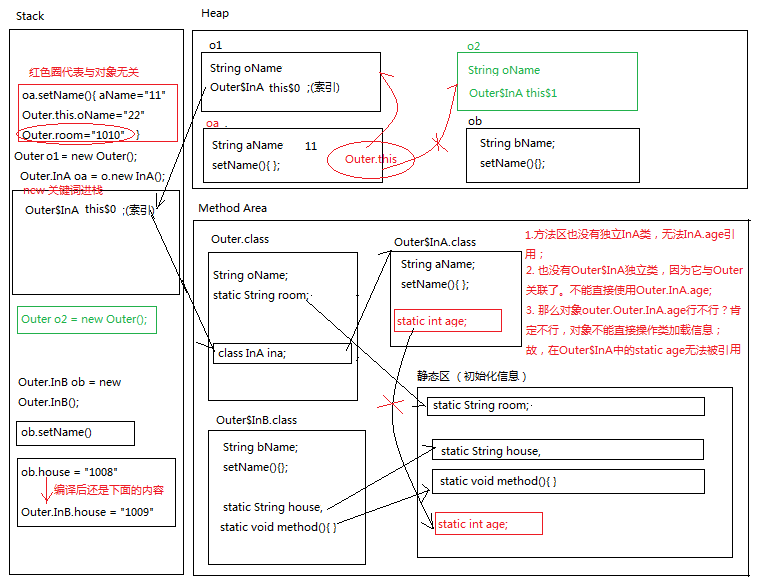 Stack
红色圈代表与对象无关
oa.setName(){ aName="11"
Outer.this.oName="22"
Outer.room="1010" }
Outer o1 = new Outer();
Outer.InA oa = o.new InA();
new 关键词进栈
Outer$InA this$0 ;(索引)
Outer o2 = new Outer();
Outer.InB ob = new
Outer.InB();
ob.setName()
ob.house = "1008"
编译后还是下面的内容
Outer.InB.house = "1009"
Heap
o1
String oName
Outer$InA this$0 ;(索引)
o2
String oName
Outer$InA this$1
oa .
String aName 11
setName(){ };
Outer.this
ob
String bName;
setName(){};
Method Area
Outer.class
String oName;
static String room;
class InA ina;
Outer$InA.class
String aName;
setName(){ };
static int age;
1.方法区也没有独立InA类，无法InA.age引
用；
2. 也没有Outer$InA独立类，因为它与Outer
关联了。不能直接使用Outer.InA.age;
3. 那么对象outer.Outer.InA.age行不行？肯
定不行，对象不能直接操作类加载信息；
故，在Outer$InA中的static age无法被引用
Outer$InB.class
String bName;
setName(){};
static String house,
static void method(){ }
静态区 （初始化信息）
static String room;
static String house,
static void method(){ }
static int age;